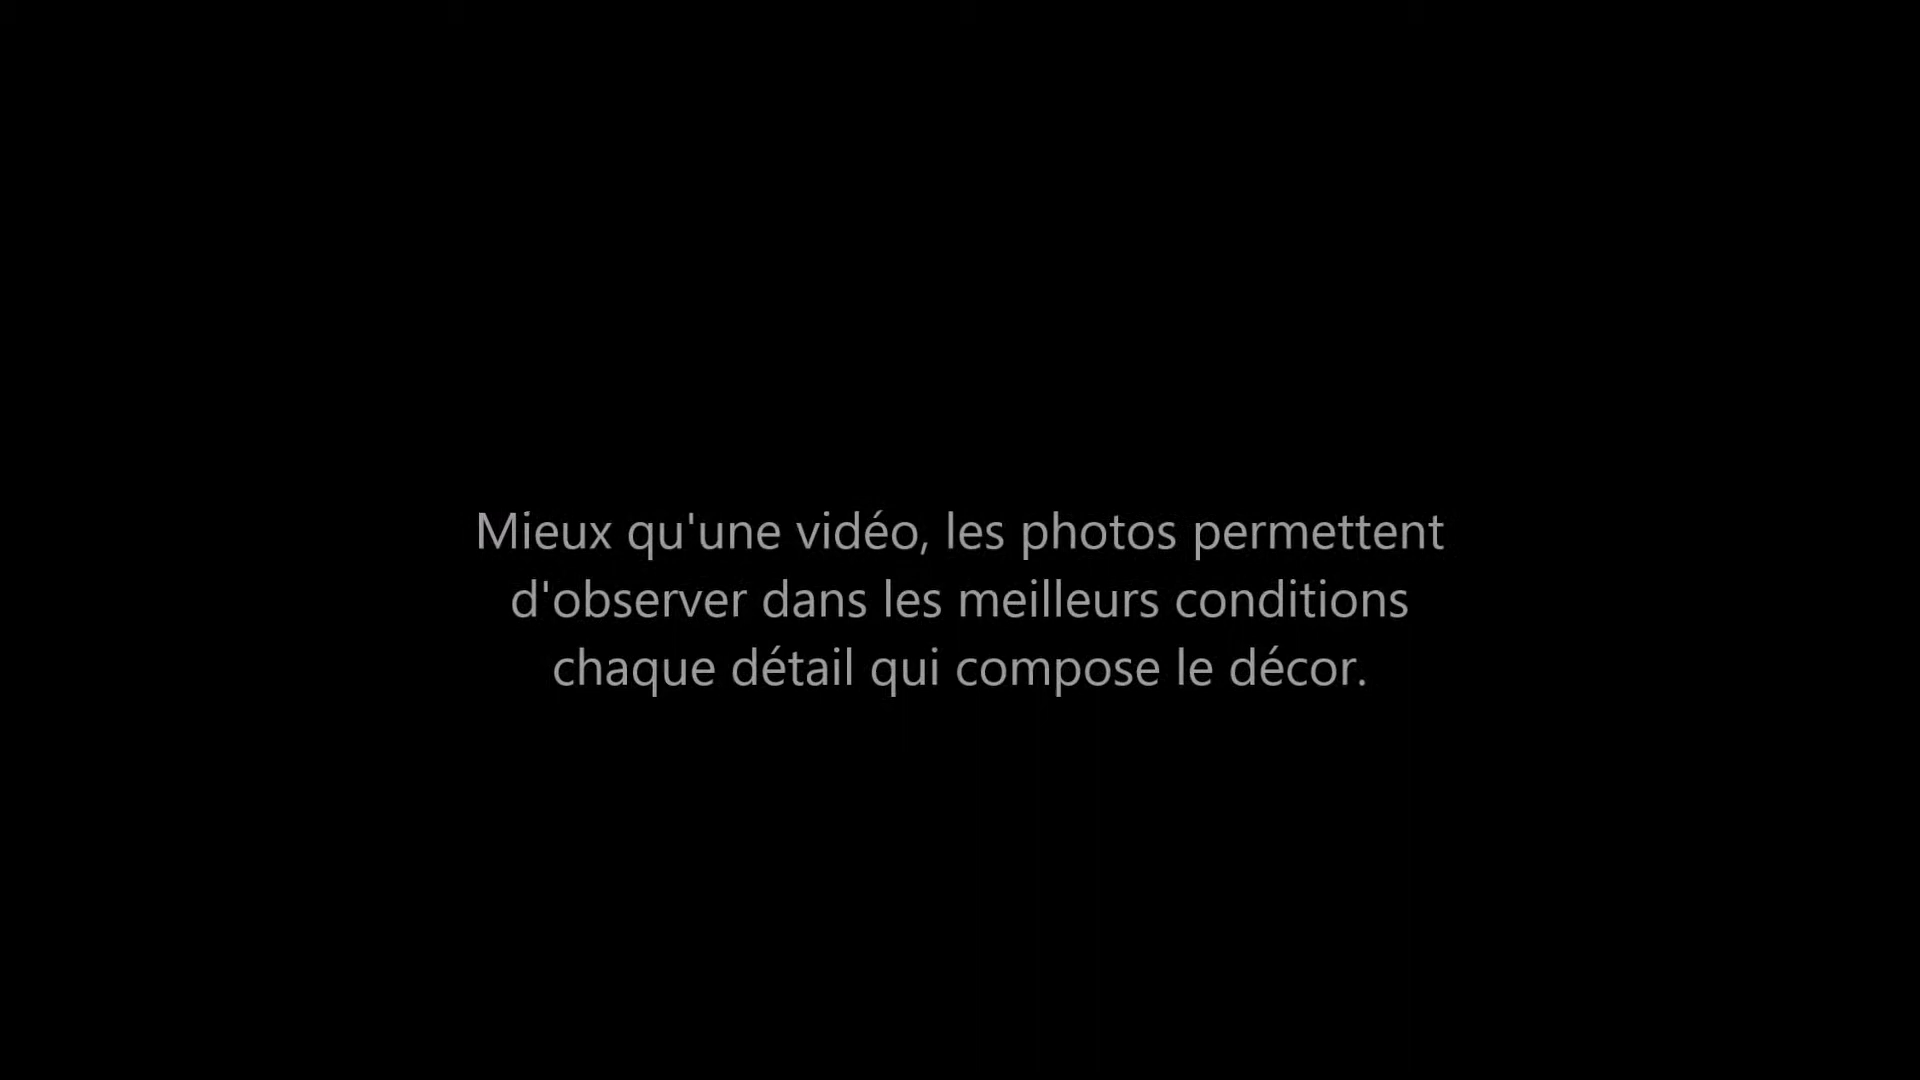 Mieux qu'une vidéo, les photos permettent
d'observer dans les meilleurs conditions
chaque détail qui compose le décor.